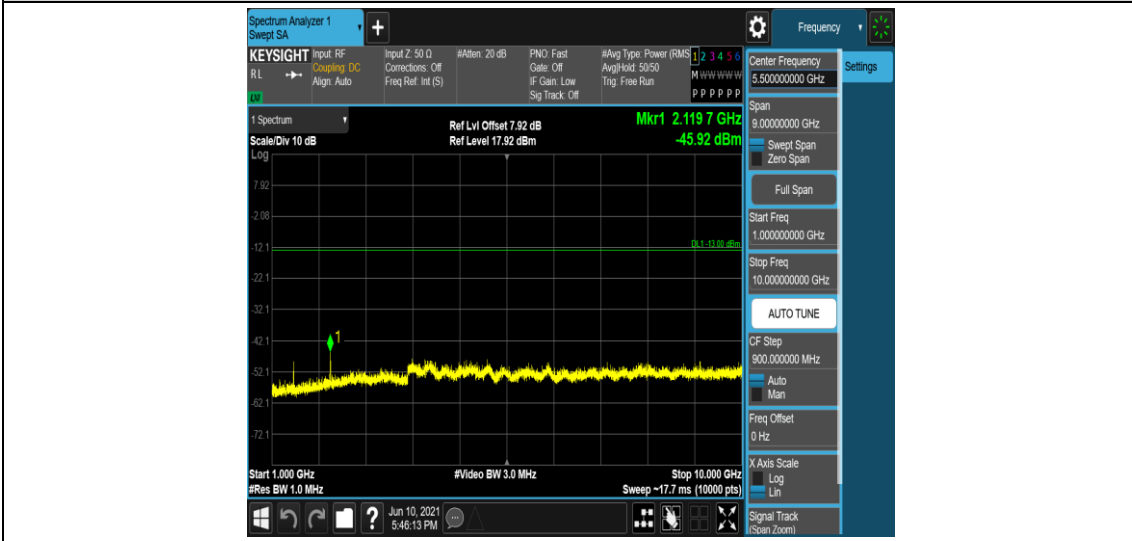 Spectrum Analyzer 1
Swept SA
+
Frequency
KEYSIGHT
RL
Input: RF
Coupling: DC
Align: Auto
Input Z: 50 Ω
Corrections: Off
Freq Ref: Int (S)
#Atten: 20 dB
PNO: Fast
Gate: Off
IF Gain: Low
Sig Track: Off
#Avg Type: Power (RMS
Avg|Hold: 50/50
Trig: Free Run
1 2 3 4 5 6
M W W W W W
P P P P P P
1 Spectrum
Scale/Div 10 dB
Log
Ref Lvl Offset 7.92 dB
Ref Level 17.92 dBm
Mkr1 2.119 7 GHz
-45.92 dBm
7.92
-2.08
-12.1
DL1 -13.00 dBm
-22.1
-32.1
-42.1
1
-52.1
-62.1
-72.1
Start 1.000 GHz
#Res BW 1.0 MHz
#Video BW 3.0 MHz
Stop 10.000 GHz
Sweep ~17.7 ms (10000 pts)
?
Jun 10, 2021
5:46:13 PM
Center Frequency
5.500000000 GHz
Settings
Span
9.00000000 GHz
Swept Span
Zero Span
Full Span
Start Freq
1.000000000 GHz
Stop Freq
10.000000000 GHz
AUTO TUNE
CF Step
900.000000 MHz
Auto
Man
Freq Offset
0 Hz
X Axis Scale
Log
Lin
Signal Track
(Span Zoom)